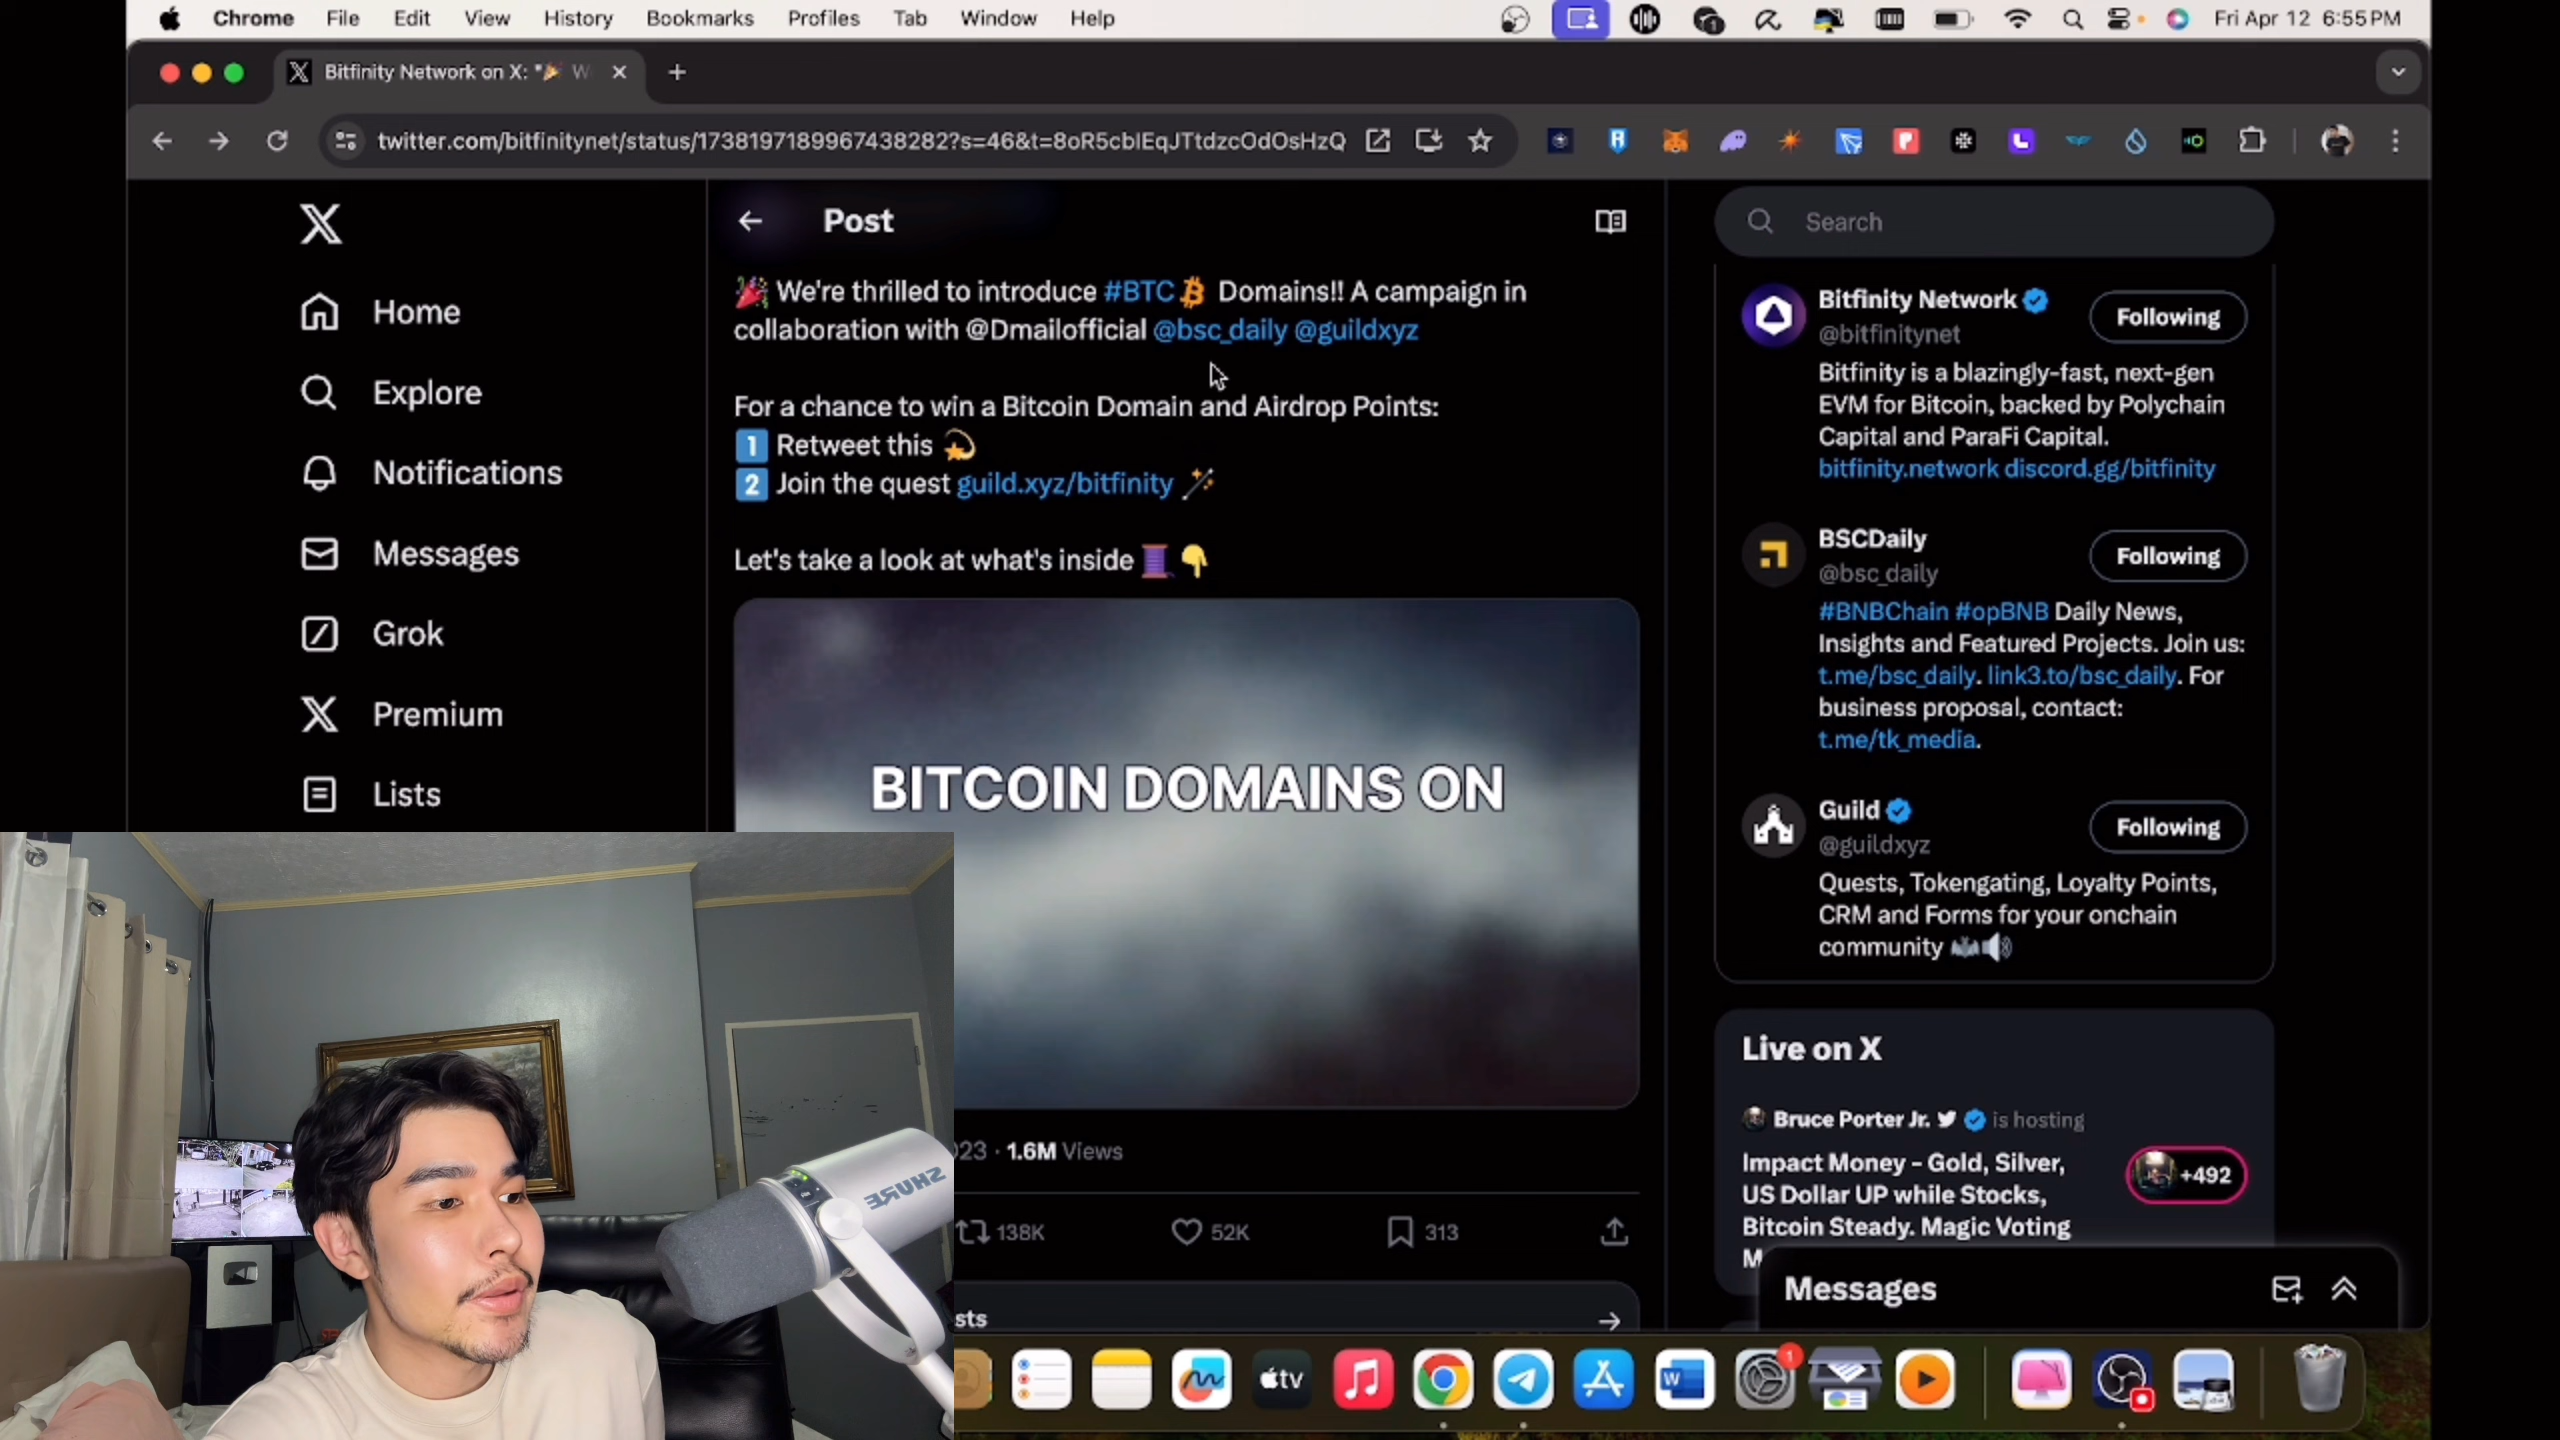 Chrome File Edit View History Bookmarks Profiles Tab Window Help Fri Apr 12 6:55 PM
Bitfinity Network on X: "🎉 W
twitter.com/bitfinitynet/status/1738197189967438282?s=46&t=8oR5cblEqJTtdzcOdOsHzQ
Home
Explore
Notifications
Messages
Grok
Premium
Lists
Post
🎉 We're thrilled to introduce #BTC Domains!! A campaign in
collaboration with @Dmailofficial @bsc_daily @guildxyz
For a chance to win a Bitcoin Domain and Airdrop Points:
1️⃣ Retweet this 💫
2️⃣ Join the quest guild.xyz/bitfinity 🪄
Let's take a look at what's inside 🧵 👇
BITCOIN DOMAINS ON
023 · 1.6M Views
138K 52K 313
sts
Search
Bitfinity Network
@bitfinitynet
Following
Bitfinity is a blazingly-fast, next-gen
EVM for Bitcoin, backed by Polychain
Capital and ParaFi Capital.
bitfinity.network discord.gg/bitfinity
BSCDaily
@bsc_daily
Following
#BNBChain #opBNB Daily News,
Insights and Featured Projects. Join us:
t.me/bsc_daily. link3.to/bsc_daily. For
business proposal, contact:
t.me/tk_media.
Guild
@guildxyz
Following
Quests, Tokengating, Loyalty Points,
CRM and Forms for your onchain
community
Live on X
Bruce Porter Jr. is hosting
Impact Money - Gold, Silver,
US Dollar UP while Stocks,
Bitcoin Steady. Magic Voting
M
+492
Messages
SHURE
tv
1